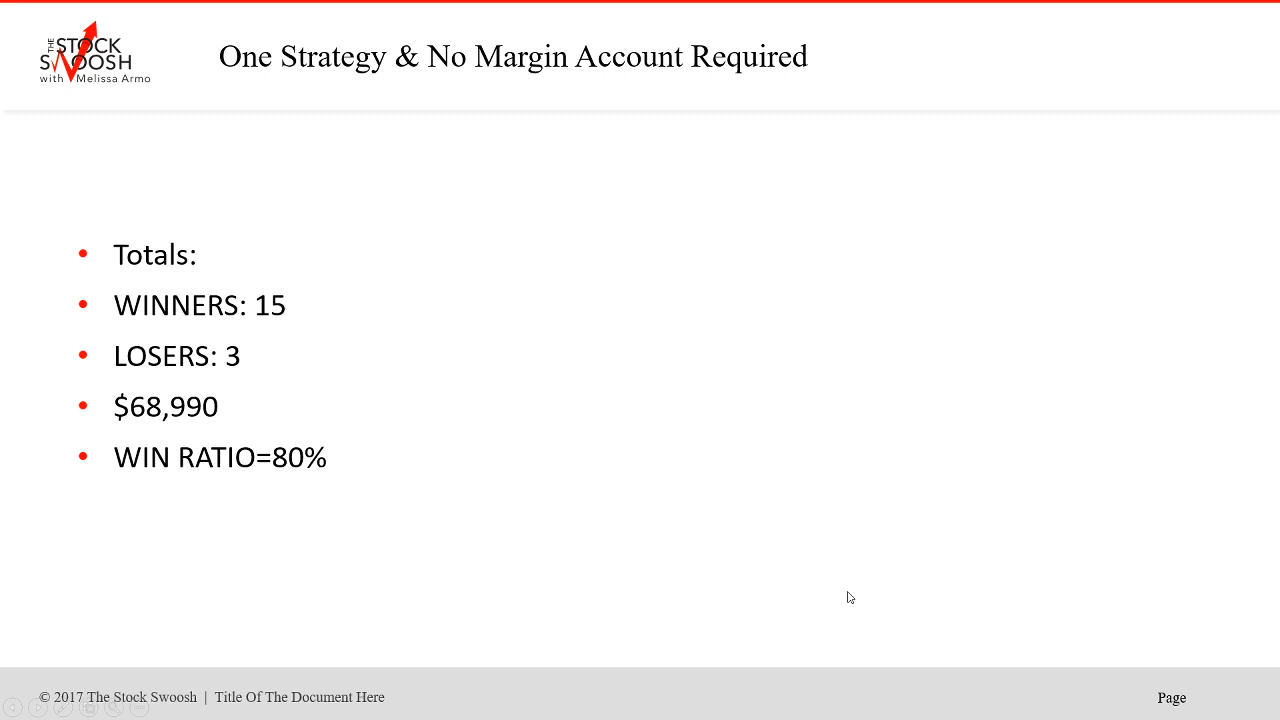 THE STOCK
SWOOSH
with Melissa Armo
One Strategy & No Margin Account Required
• Totals:
• WINNERS: 15
• LOSERS: 3
• $68,990
• WIN RATIO=80%
© 2017 The Stock Swoosh | Title Of The Document Here
Page